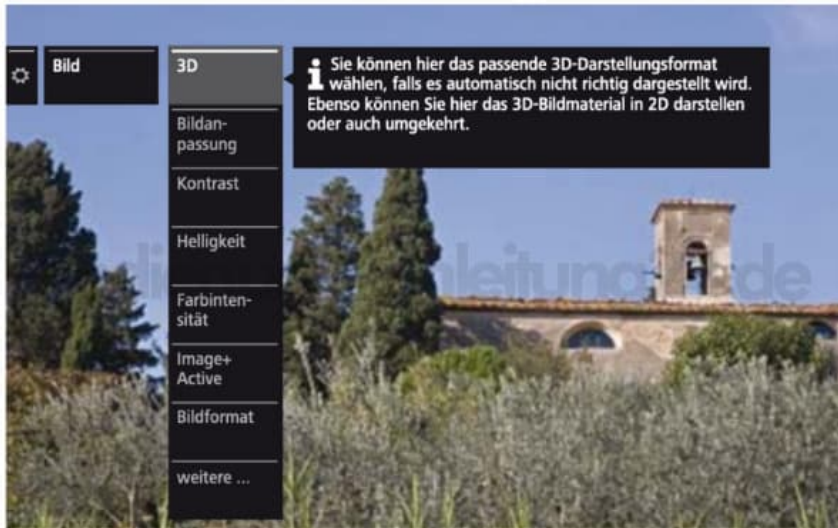 Bild
3D
Sie können hier das passende 3D-Darstellungsformat
wählen, falls es automatisch nicht richtig dargestellt wird.
Ebenso können Sie hier das 3D-Bildmaterial in 2D darstellen
oder auch umgekehrt.
Bildan-
passung
Kontrast
Helligkeit
Farbinten-
sität
Image+
Active
Bildformat
weitere ...